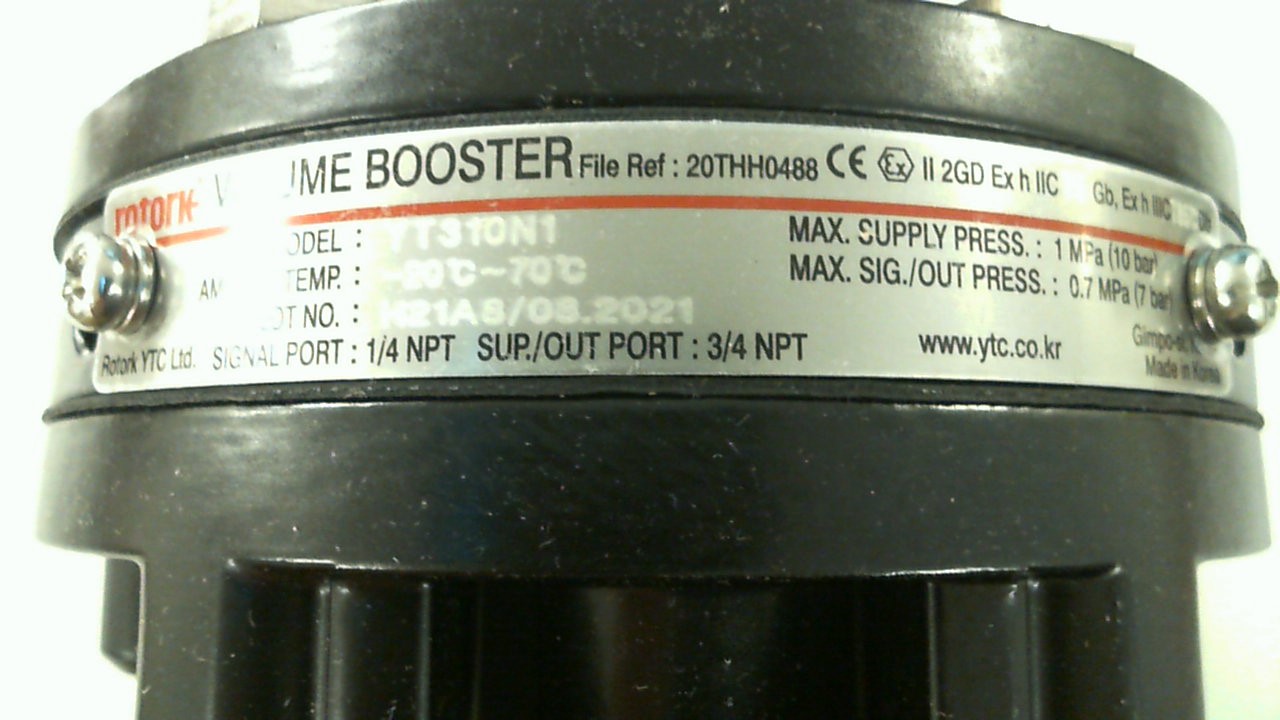 rotork VOLUME BOOSTER File Ref : 20THH0488 CE Ex II 2GD Ex h IIC Gb, Ex h IIIC
MODEL : YT310N1 MAX. SUPPLY PRESS. : 1 MPa (10 bar)
TEMP. : -20℃~70℃ MAX. SIG./OUT PRESS. : 0.7 MPa (7 bar)
LOT NO. : /08.2021
Rotork YTC Ltd. SIGNAL PORT : 1/4 NPT SUP./OUT PORT : 3/4 NPT www.ytc.co.kr
Made in Korea